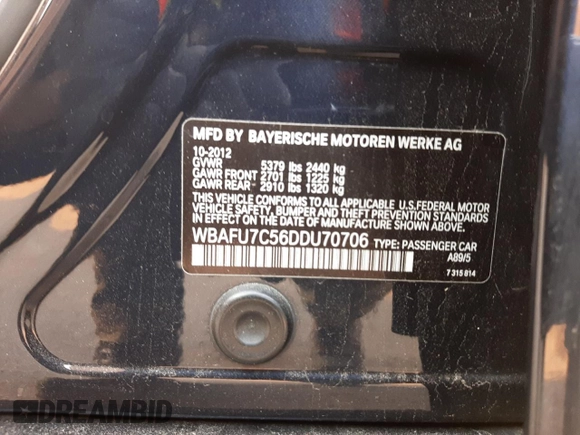 MFD BY BAYERISCHE MOTOREN WERKE AG
10-2012
GVWR 5379 lbs 2440 kg
GAWR FRONT 2701 lbs 1225 kg
GAWR REAR - 2910 lbs 1320 kg
THIS VEHICLE CONFORMS TO ALL APPLICABLE U.S.FEDERAL MOTOR
VEHICLE SAFETY, BUMPER AND THEFT PREVENTION STANDARDS
IN EFFECT ON THE DATE OF MANUFACTURE SHOWN ABOVE.
WBAFU7C56DDU70706 TYPE: PASSENGER CAR
A89/5
7 315 814
DREAMBID